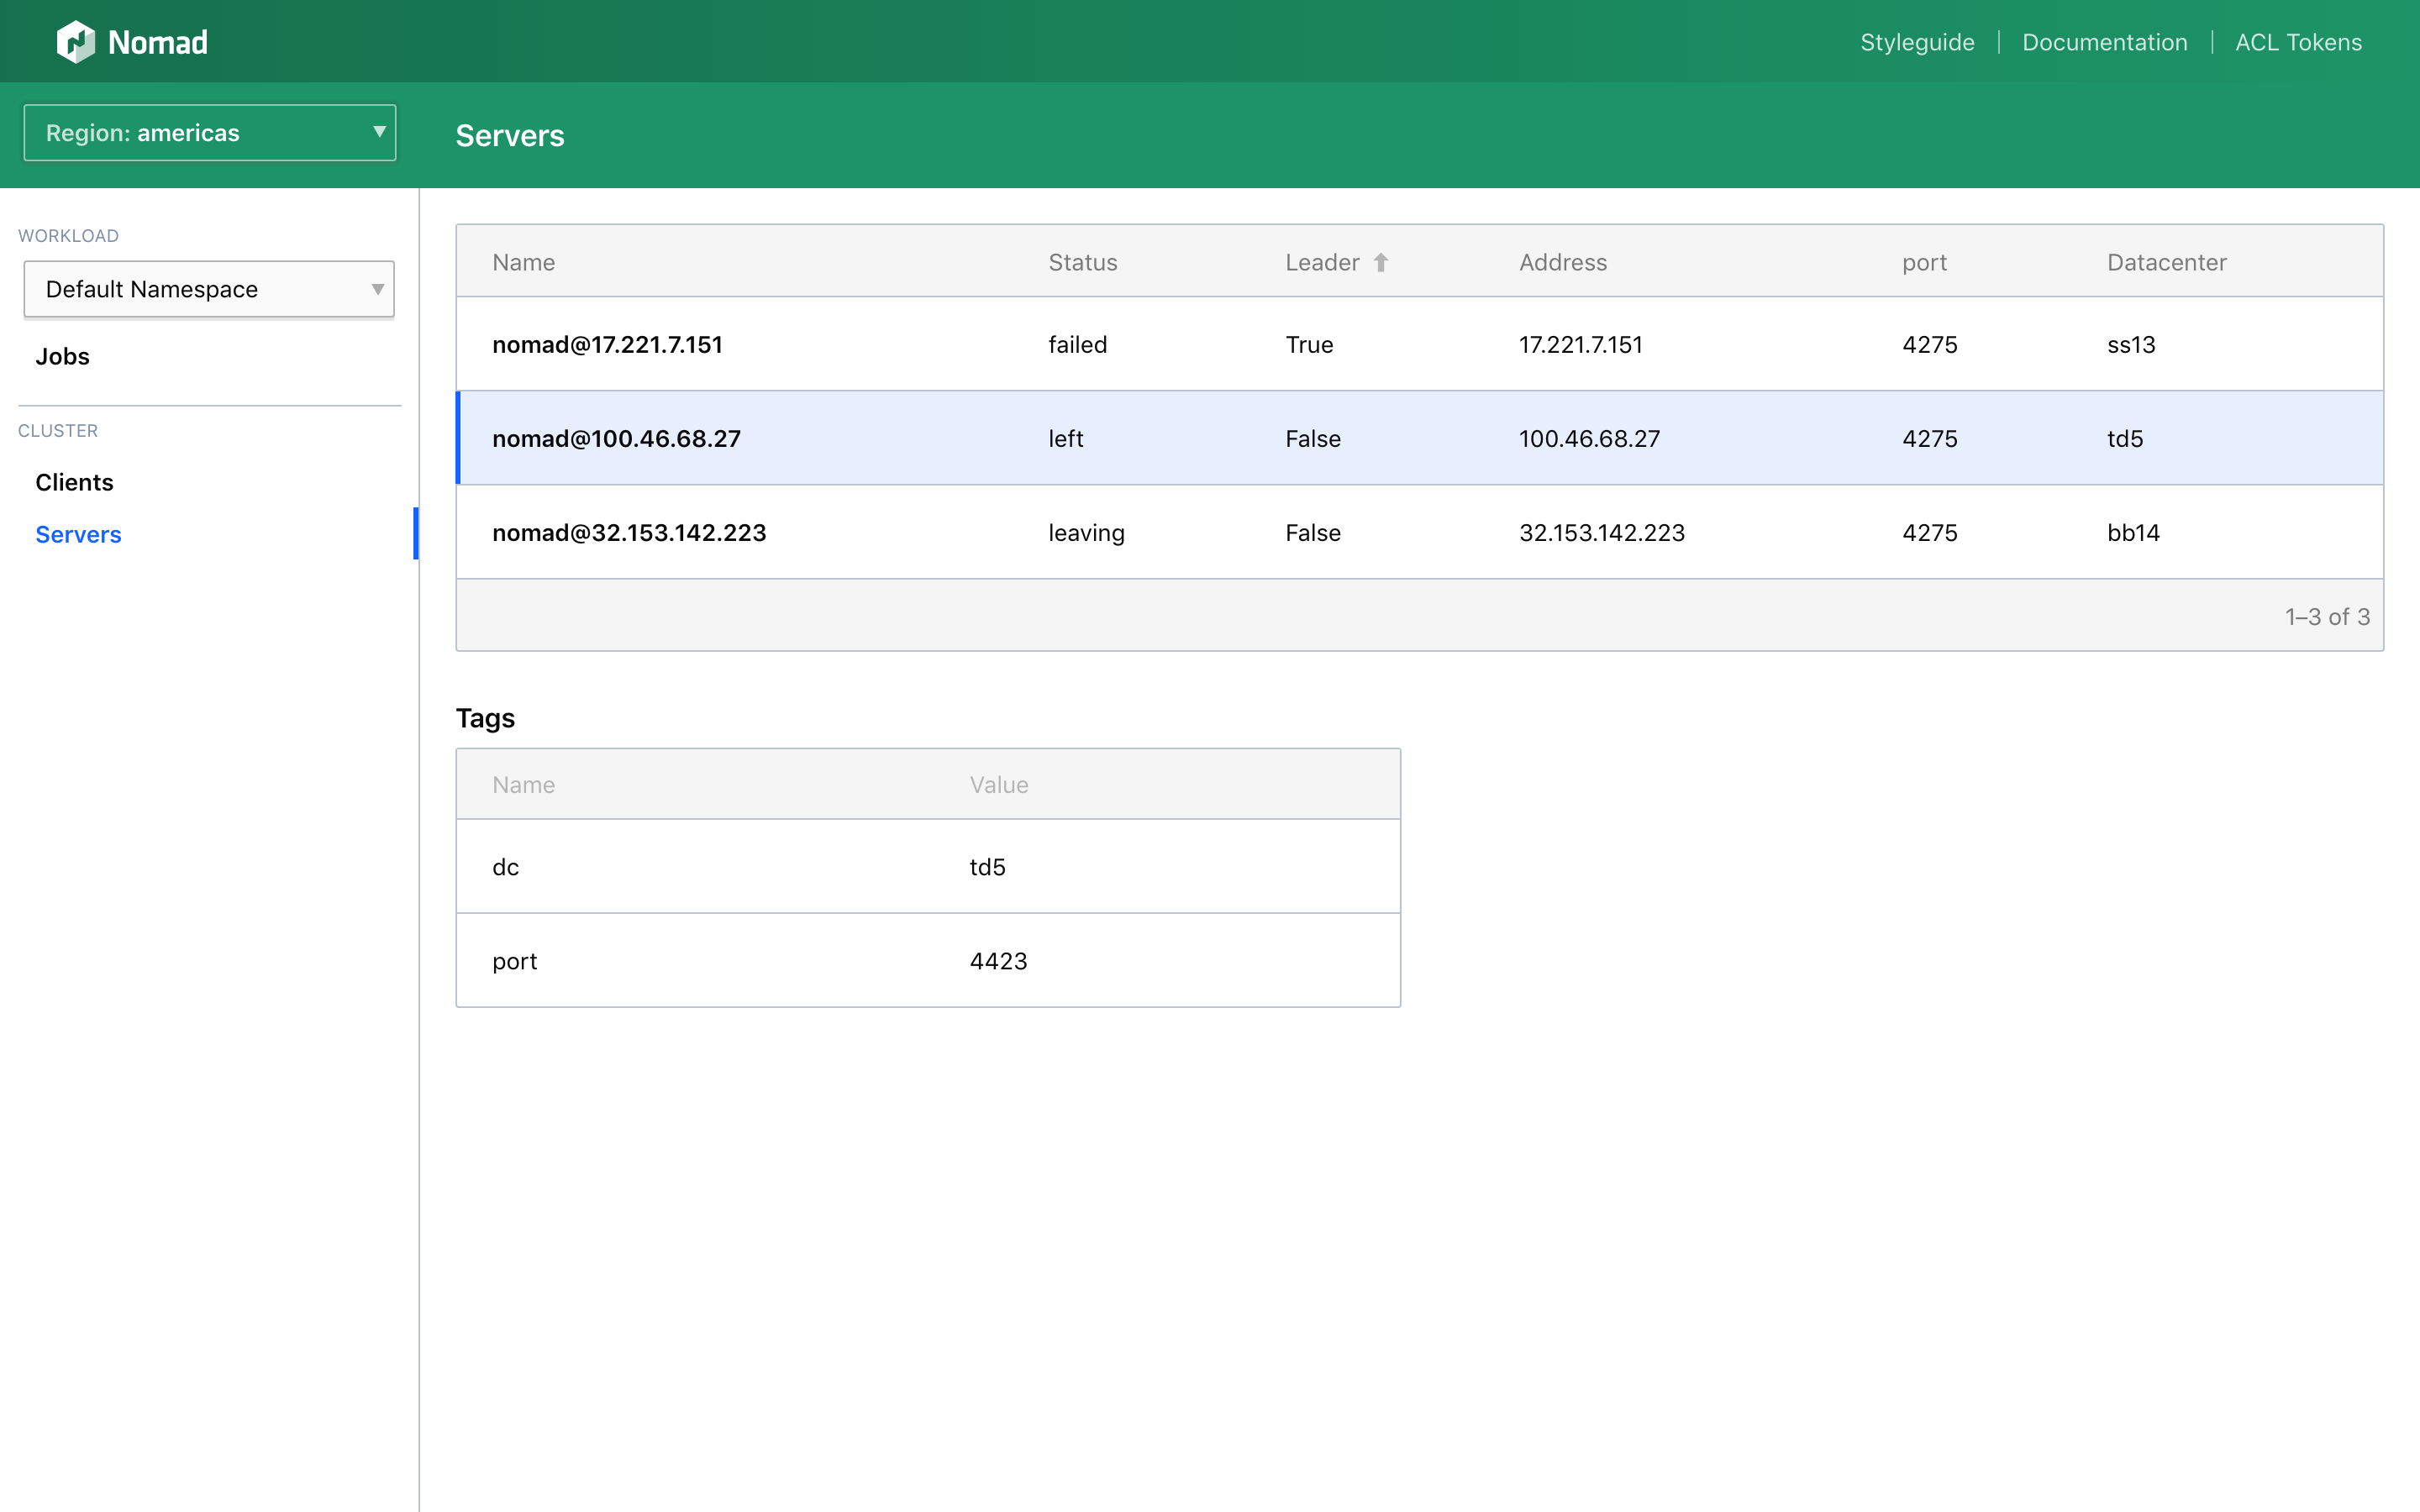 Nomad
Styleguide Documentation ACL Tokens
Region: americas
Servers
WORKLOAD
Default Namespace
Jobs
CLUSTER
Clients
Servers
Name Status Leader Address port Datacenter
nomad@17.221.7.151 failed True 17.221.7.151 4275 ss13
nomad@100.46.68.27 left False 100.46.68.27 4275 td5
nomad@32.153.142.223 leaving False 32.153.142.223 4275 bb14
1–3 of 3
Tags
Name Value
dc td5
port 4423